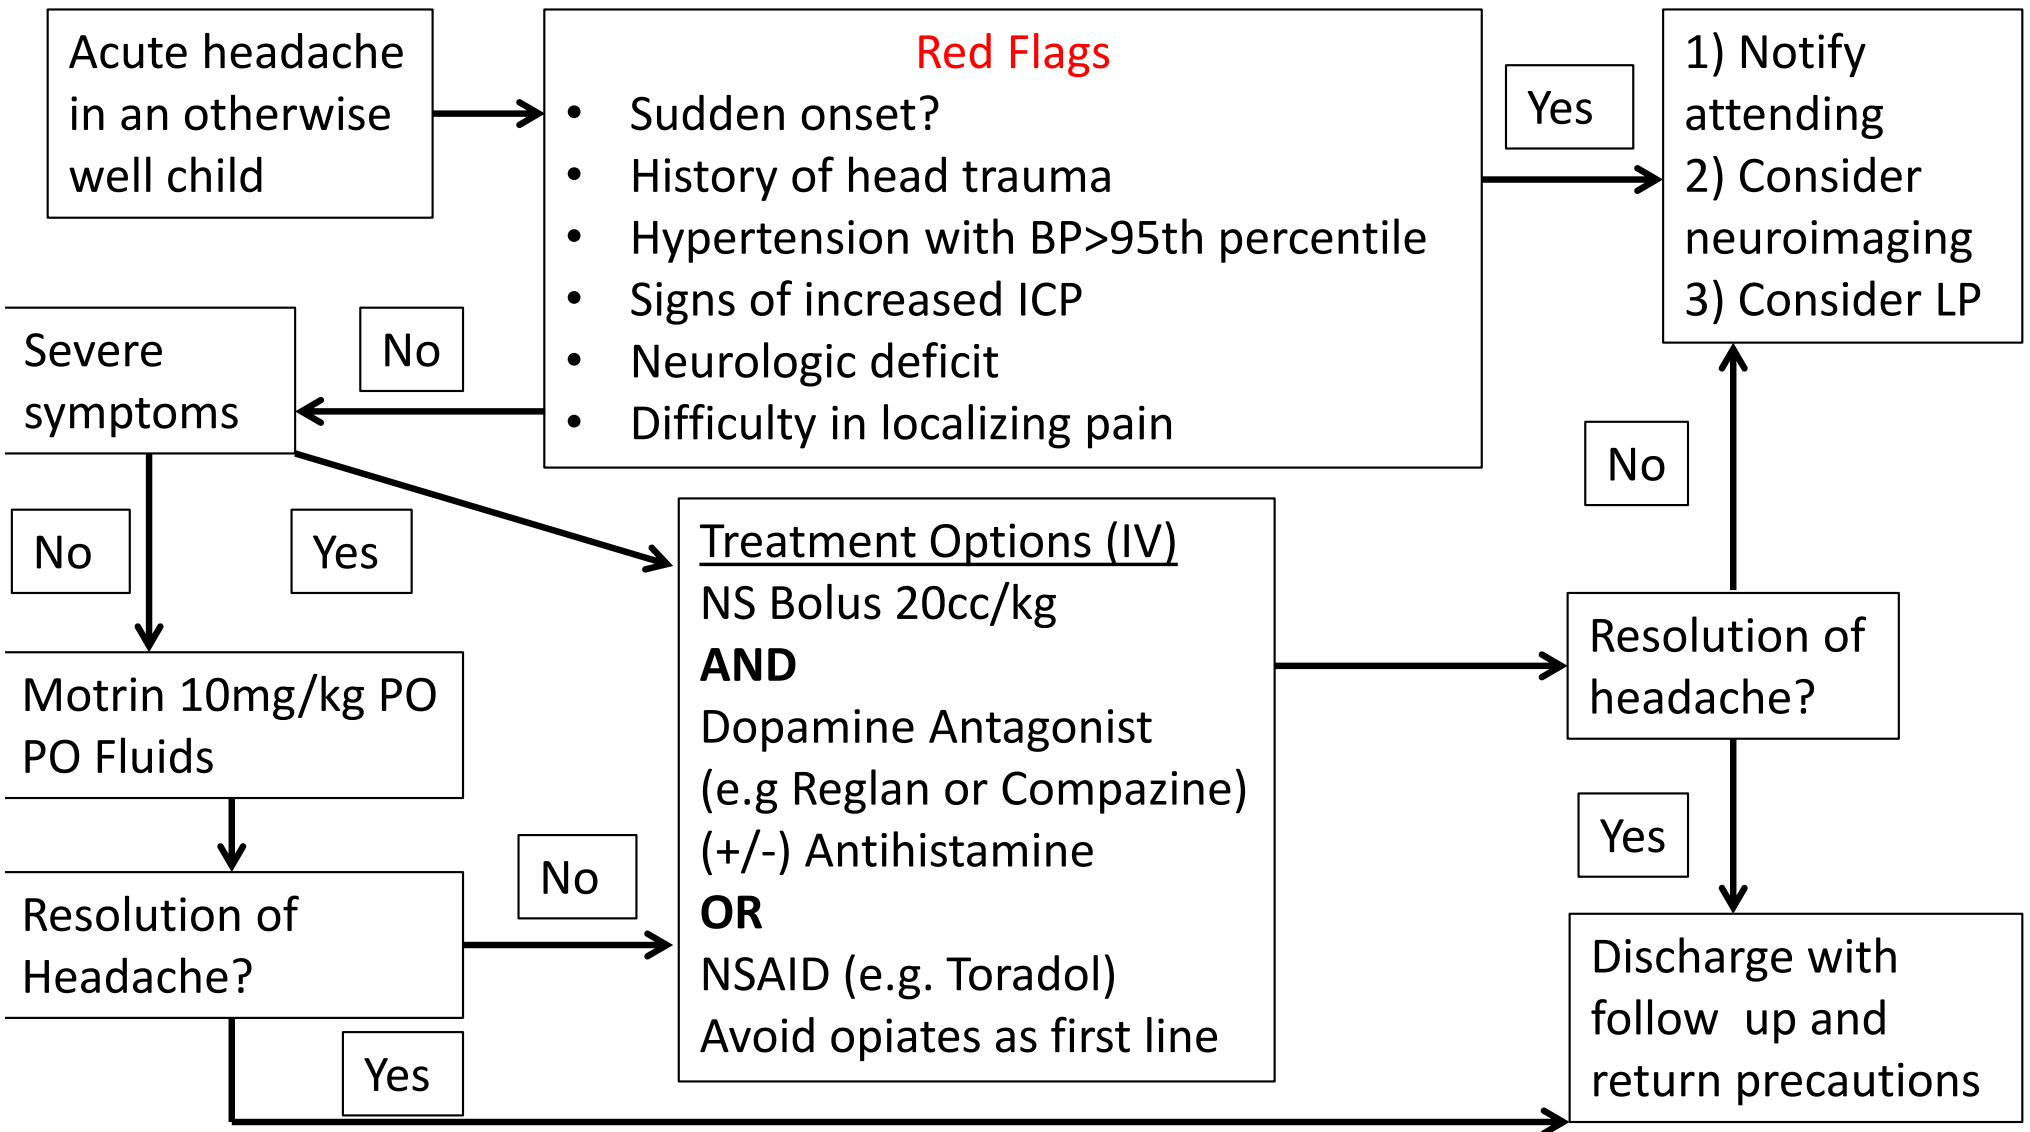 Acute headache
in an otherwise
well child
Red Flags
• Sudden onset?
• History of head trauma
• Hypertension with BP>95th percentile
• Signs of increased ICP
• Neurologic deficit
• Difficulty in localizing pain
Yes
1) Notify
attending
2) Consider
neuroimaging
3) Consider LP
No
Severe
symptoms
No
Yes
Motrin 10mg/kg PO
PO Fluids
Resolution of
Headache?
No
Yes
Treatment Options (IV)
NS Bolus 20cc/kg
AND
Dopamine Antagonist
(e.g Reglan or Compazine)
(+/-) Antihistamine
OR
NSAID (e.g. Toradol)
Avoid opiates as first line
No
Resolution of
headache?
Yes
Discharge with
follow  up and
return precautions